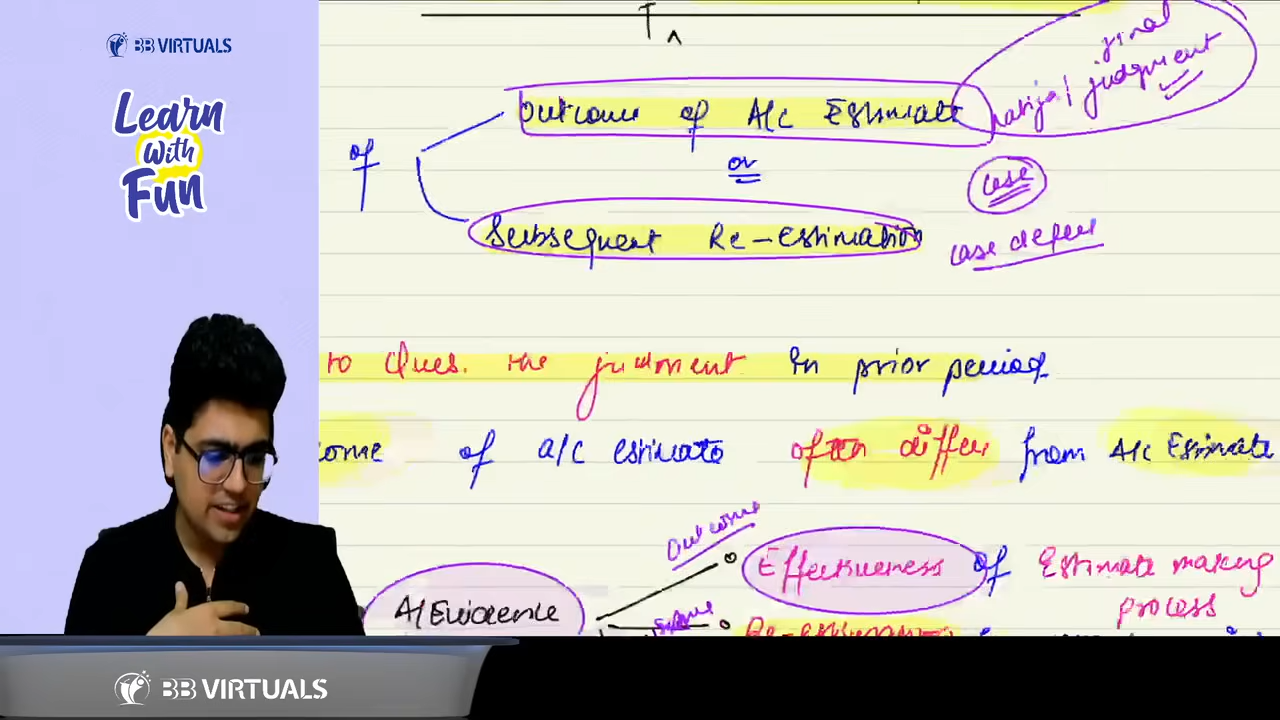 BB VIRTUALS
Learn
With
Fun
final
judgment
Outcome of A/c Estimate
of
or
case
Subsequent Re-estimation
case defeu
to Ques. the judgment in prior period
ome of a/c estimate often differ from A/c Estimate
Outcome
Effectiveness of Estimate making
process
A/c Evidence
BB VIRTUALS